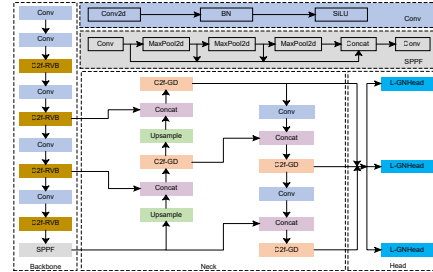 Conv
Conv
C2f-RVB
Conv
C2f-RVB
Conv
C2f-RVB
Conv
C2f-RVB
SPPF
Backbone
Conv2d
BN
SiLU
Conv
Conv
MaxPool2d
MaxPool2d
MaxPool2d
Concat
Conv
SPPF
C2f-GD
Concat
Upsample
C2f-GD
Concat
Upsample
Conv
Concat
C2f-GD
Conv
Concat
C2f-GD
Neck
L-GNHead
L-GNHead
L-GNHead
Head